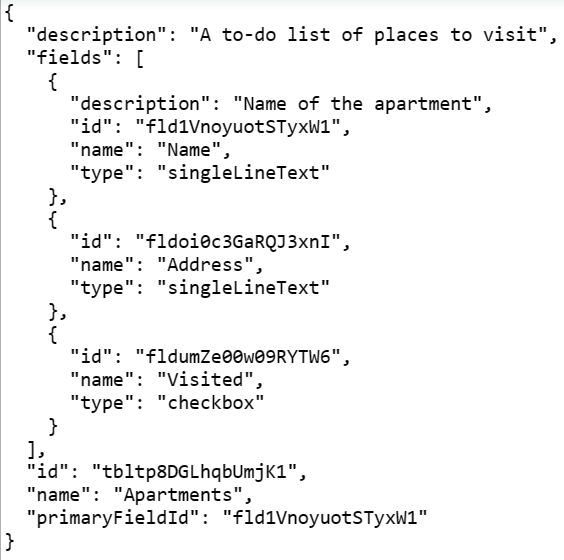 {
  "description": "A to-do list of places to visit",
  "fields": [
    {
      "description": "Name of the apartment",
      "id": "fld1VnoyuotSTyxW1",
      "name": "Name",
      "type": "singleLineText"
    },
    {
      "id": "fldoi0c3GaRQJ3xnI",
      "name": "Address",
      "type": "singleLineText"
    },
    {
      "id": "fldumZe00w09RYTW6",
      "name": "Visited",
      "type": "checkbox"
    }
  ],
  "id": "tbltp8DGLhqbUmjK1",
  "name": "Apartments",
  "primaryFieldId": "fld1VnoyuotSTyxW1"
}